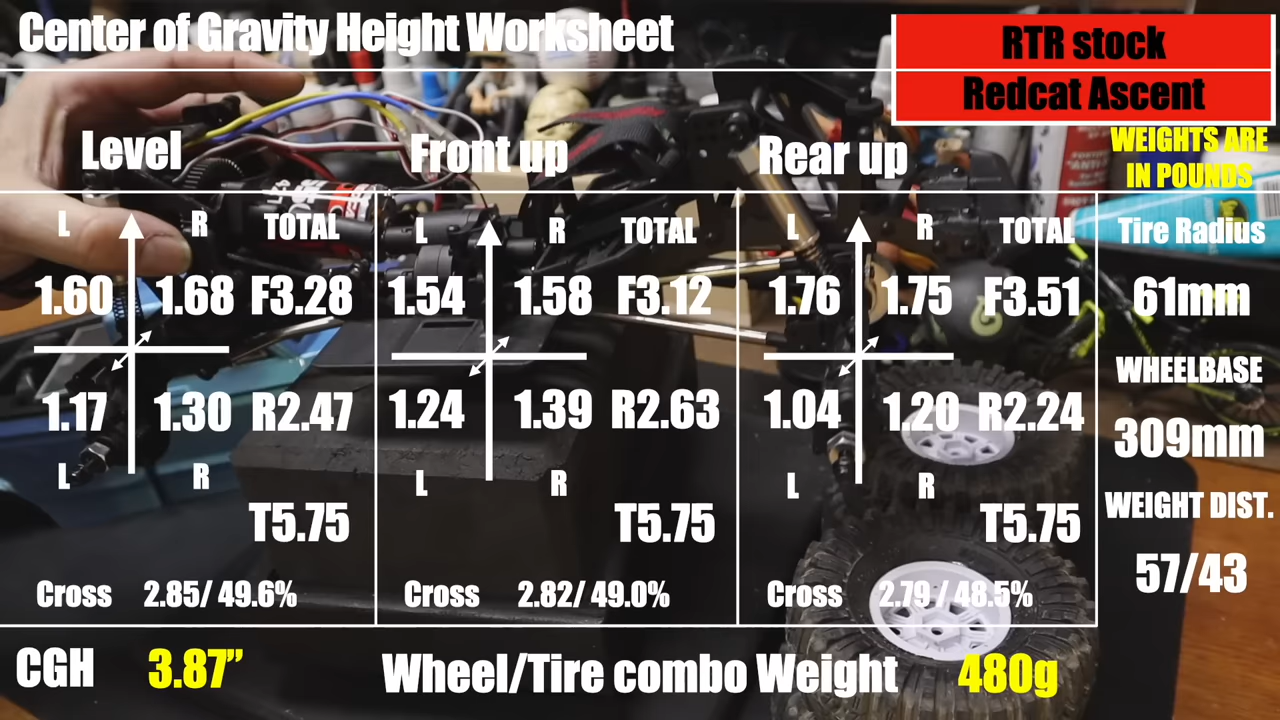 Center of Gravity Height Worksheet
RTR stock
Redcat Ascent
WEIGHTS ARE
IN POUNDS
Level
Front up
Rear up
L R TOTAL
1.60 1.68 F3.28
1.17 1.30 R2.47
L R
T5.75
Cross 2.85/ 49.6%
L R TOTAL
1.54 1.58 F3.12
1.24 1.39 R2.63
L R
T5.75
Cross 2.82/ 49.0%
L R TOTAL
1.76 1.75 F3.51
1.04 1.20 R2.24
L R
T5.75
Cross 2.79 / 48.5%
Tire Radius
61mm
WHEELBASE
309mm
WEIGHT DIST.
57/43
CGH 3.87”
Wheel/Tire combo Weight 480g